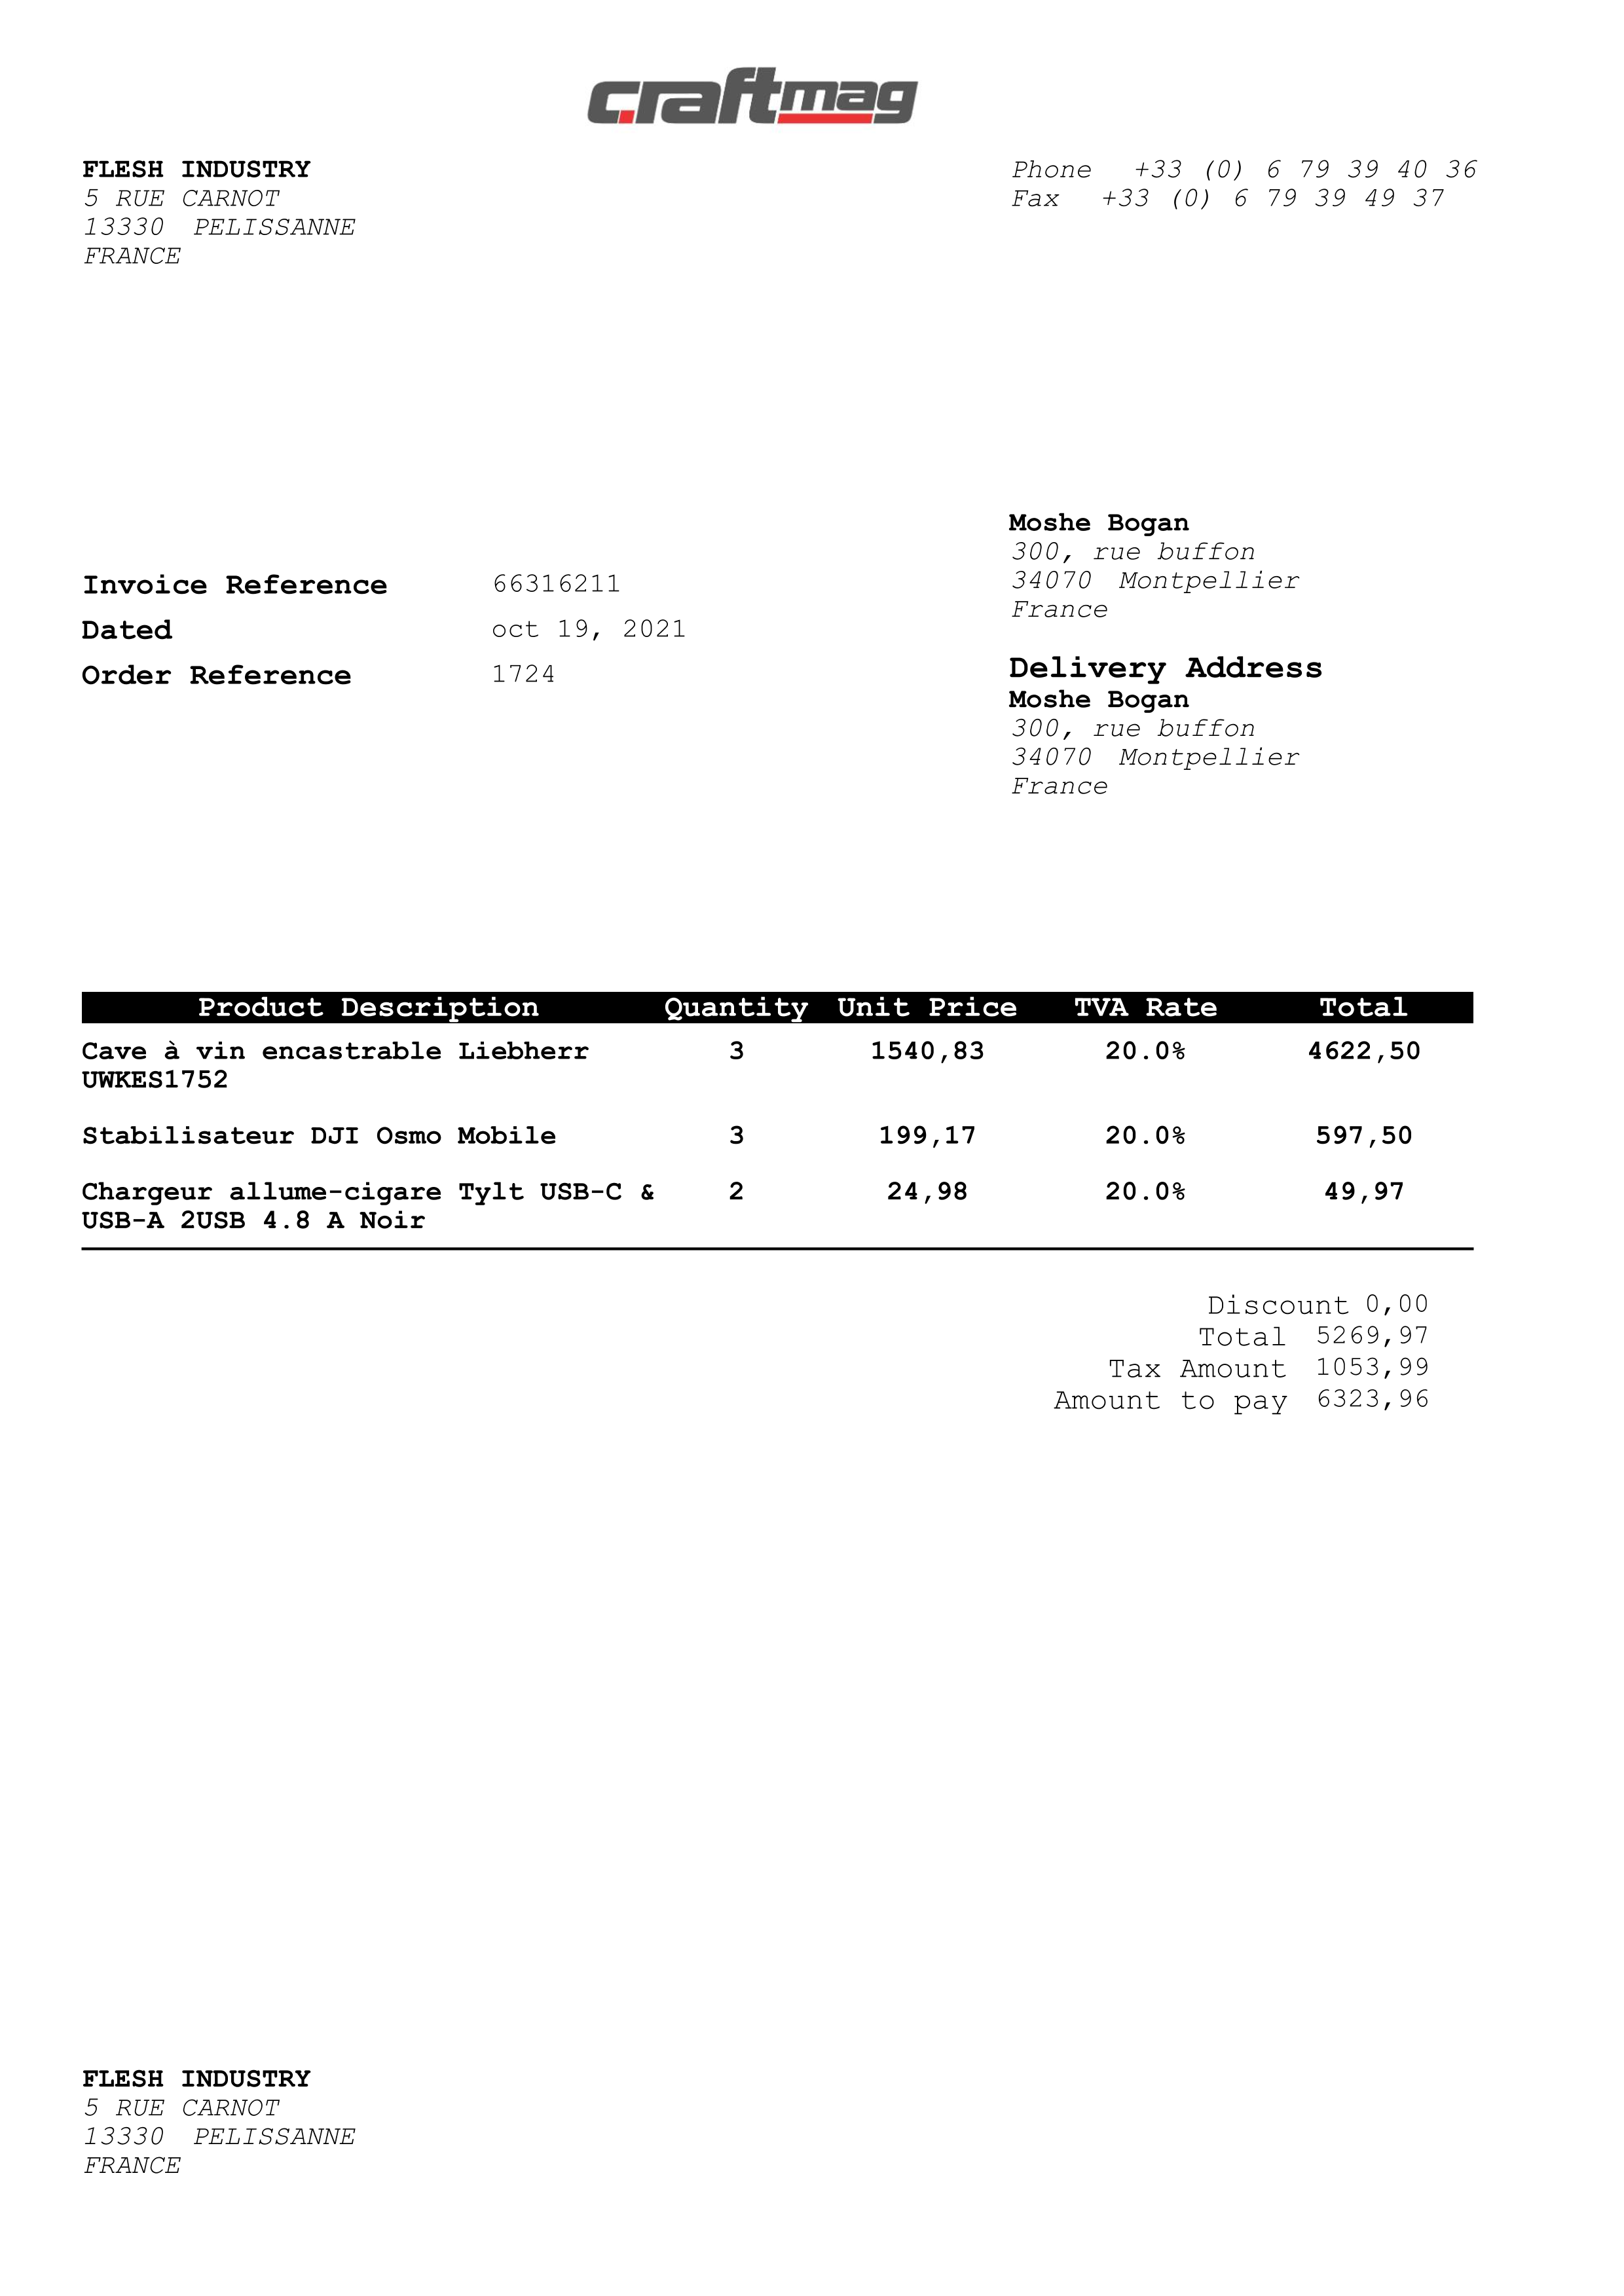 craftmag
FLESH INDUSTRY
5 RUE CARNOT
13330 PELISSANNE
FRANCE
Phone +33 (0) 6 79 39 40 36
Fax +33 (0) 6 79 39 49 37
Invoice Reference 66316211
Dated oct 19, 2021
Order Reference 1724
Moshe Bogan
300, rue buffon
34070 Montpellier
France
Delivery Address
Moshe Bogan
300, rue buffon
34070 Montpellier
France
Product Description Quantity Unit Price TVA Rate Total
Cave à vin encastrable Liebherr 3 1540,83 20.0% 4622,50
UWKES1752
Stabilisateur DJI Osmo Mobile 3 199,17 20.0% 597,50
Chargeur allume-cigare Tylt USB-C & 2 24,98 20.0% 49,97
USB-A 2USB 4.8 A Noir
Discount 0,00
Total 5269,97
Tax Amount 1053,99
Amount to pay 6323,96
FLESH INDUSTRY
5 RUE CARNOT
13330 PELISSANNE
FRANCE